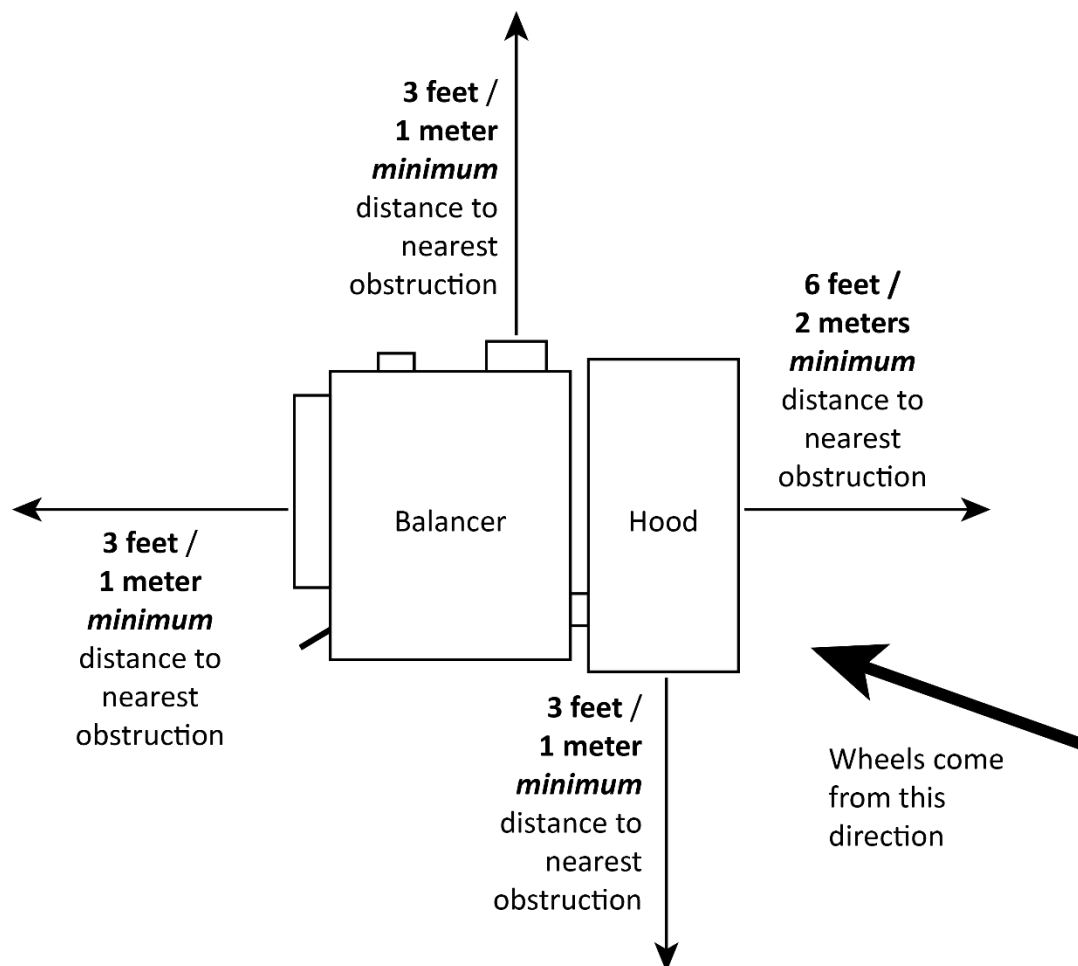 3 feet /
1 meter
minimum
distance to
nearest
obstruction
6 feet /
2 meters
minimum
distance to
nearest
obstruction
Balancer
Hood
3 feet /
1 meter
minimum
distance to
nearest
obstruction
3 feet /
1 meter
minimum
distance to
nearest
obstruction
Wheels come
from this
direction